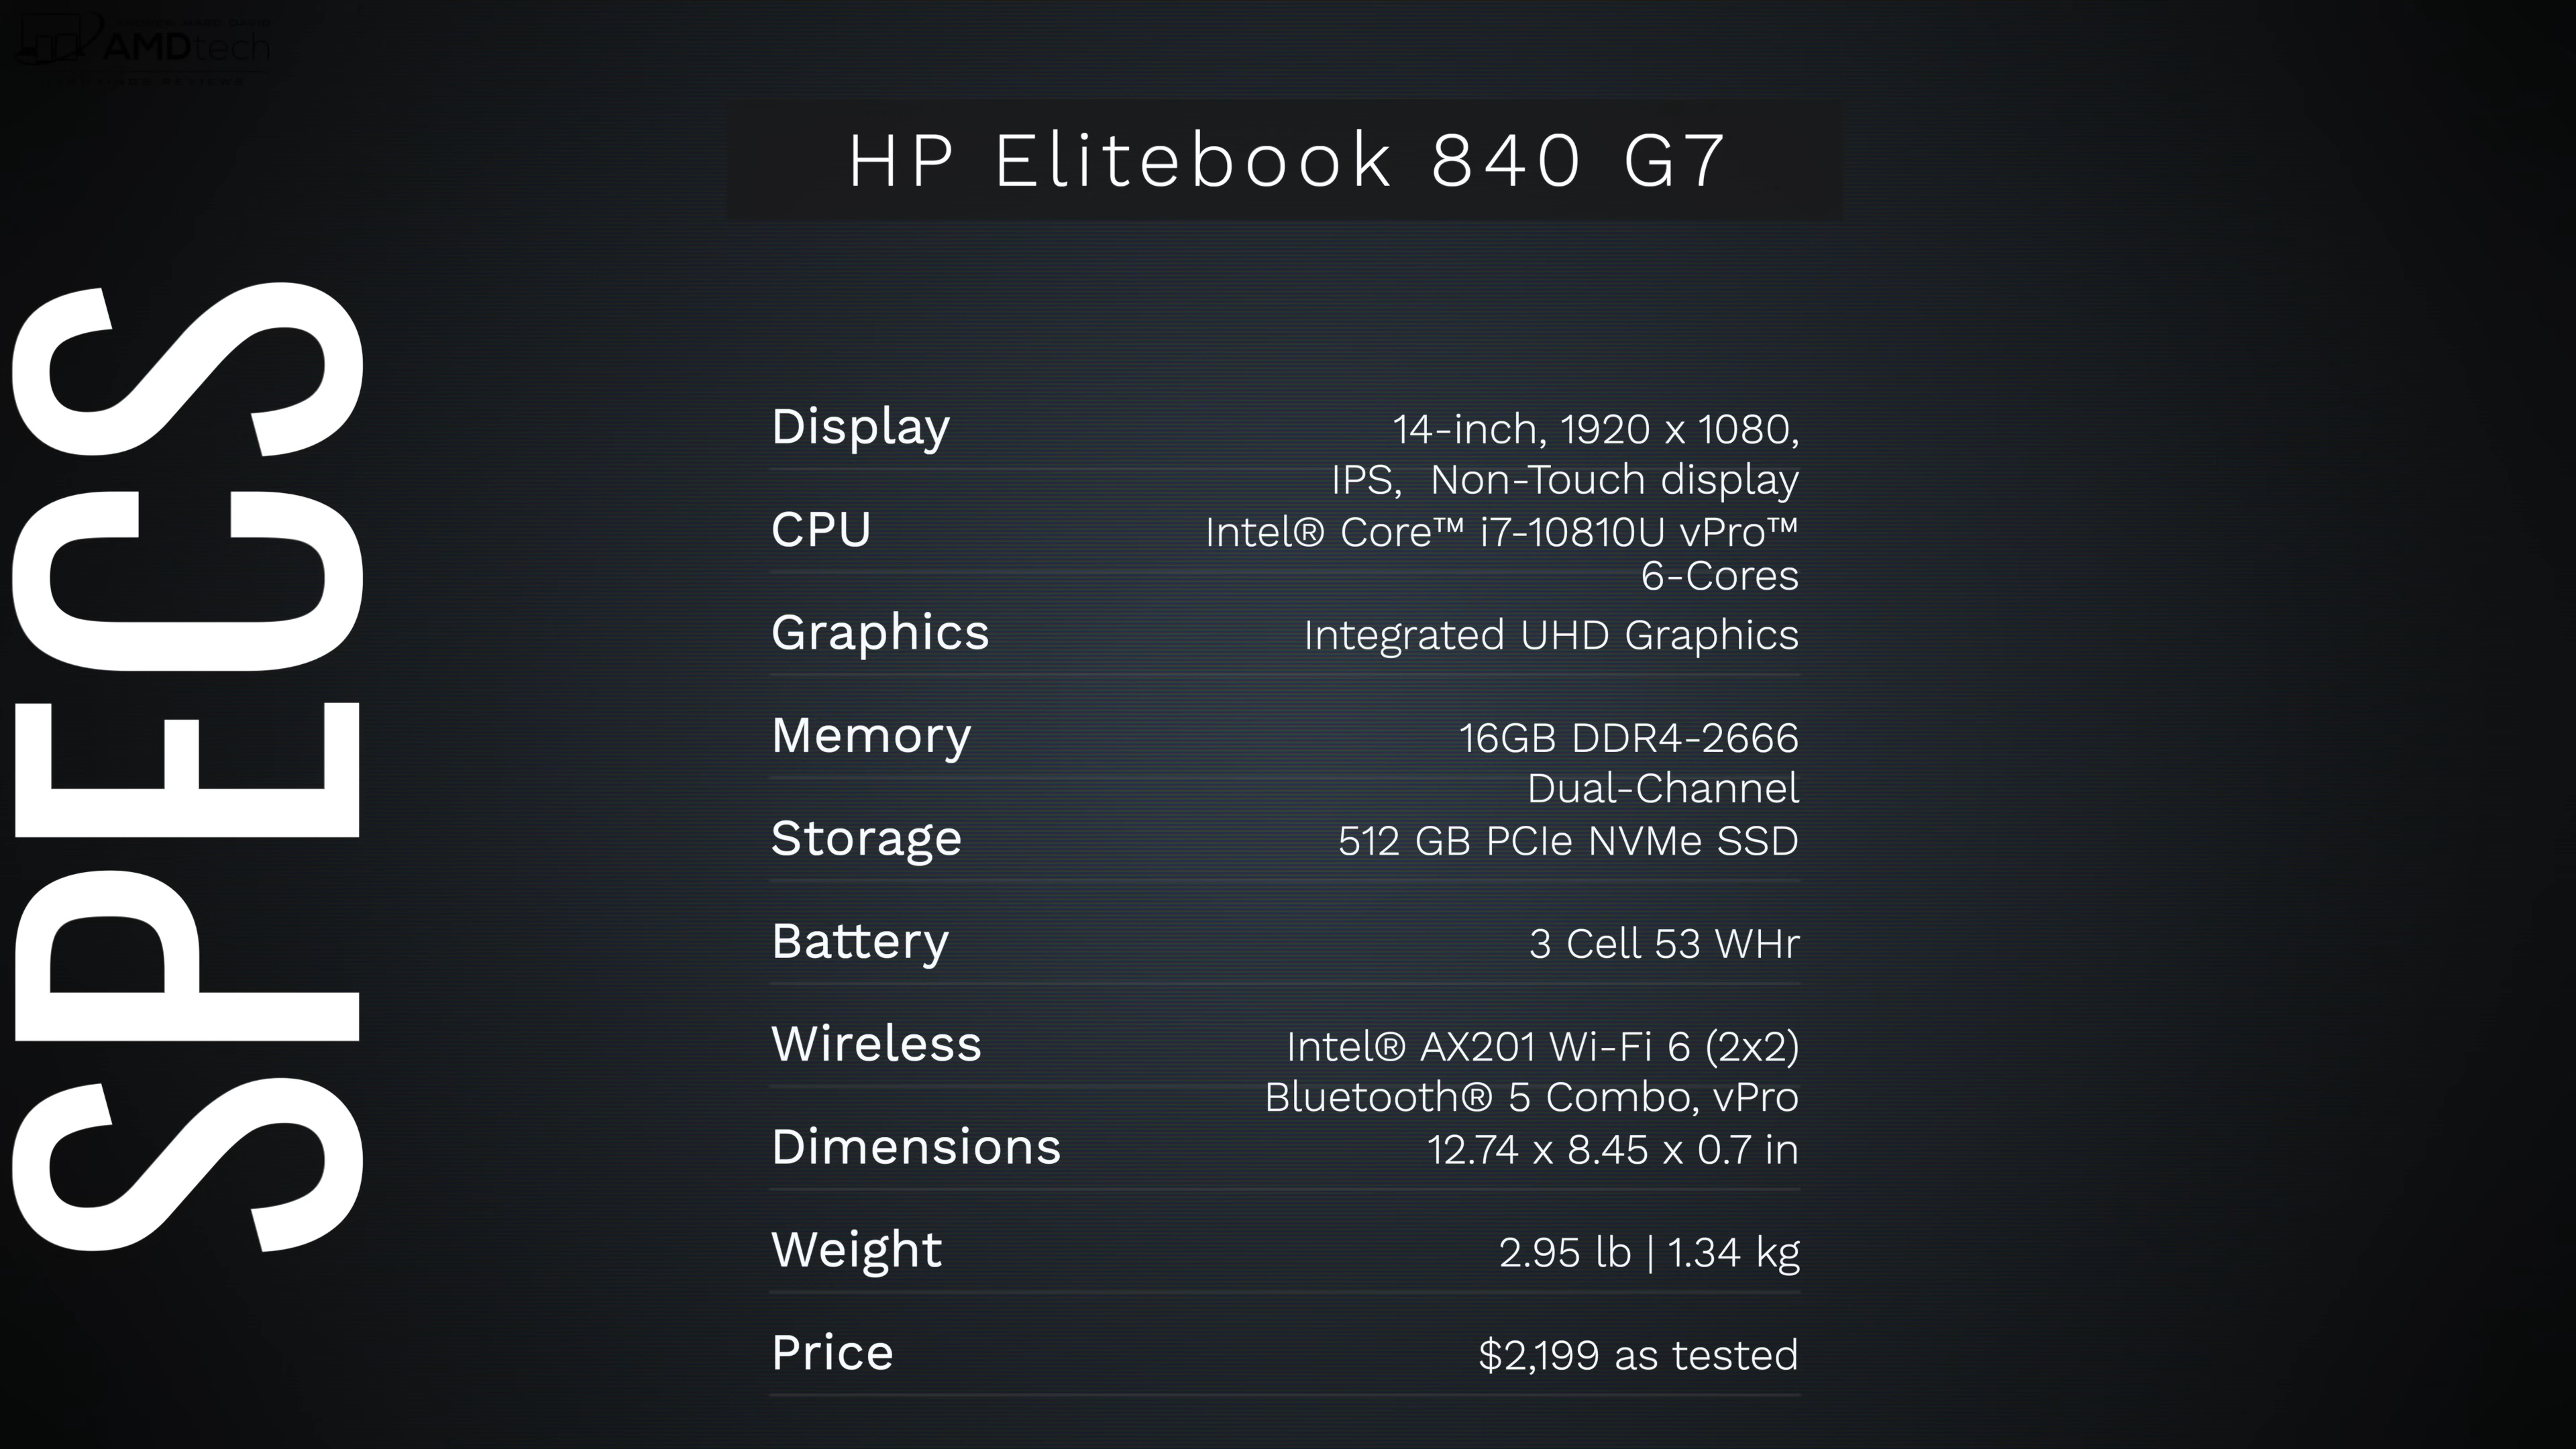 AMDtech
HP Elitebook 840 G7
SPECS
Display
14-inch, 1920 x 1080,
IPS, Non-Touch display
CPU
Intel® Core™ i7-10810U vPro™
6-Cores
Graphics
Integrated UHD Graphics
Memory
16GB DDR4-2666
Dual-Channel
Storage
512 GB PCIe NVMe SSD
Battery
3 Cell 53 WHr
Wireless
Intel® AX201 Wi-Fi 6 (2x2)
Bluetooth® 5 Combo, vPro
Dimensions
12.74 x 8.45 x 0.7 in
Weight
2.95 lb | 1.34 kg
Price
$2,199 as tested